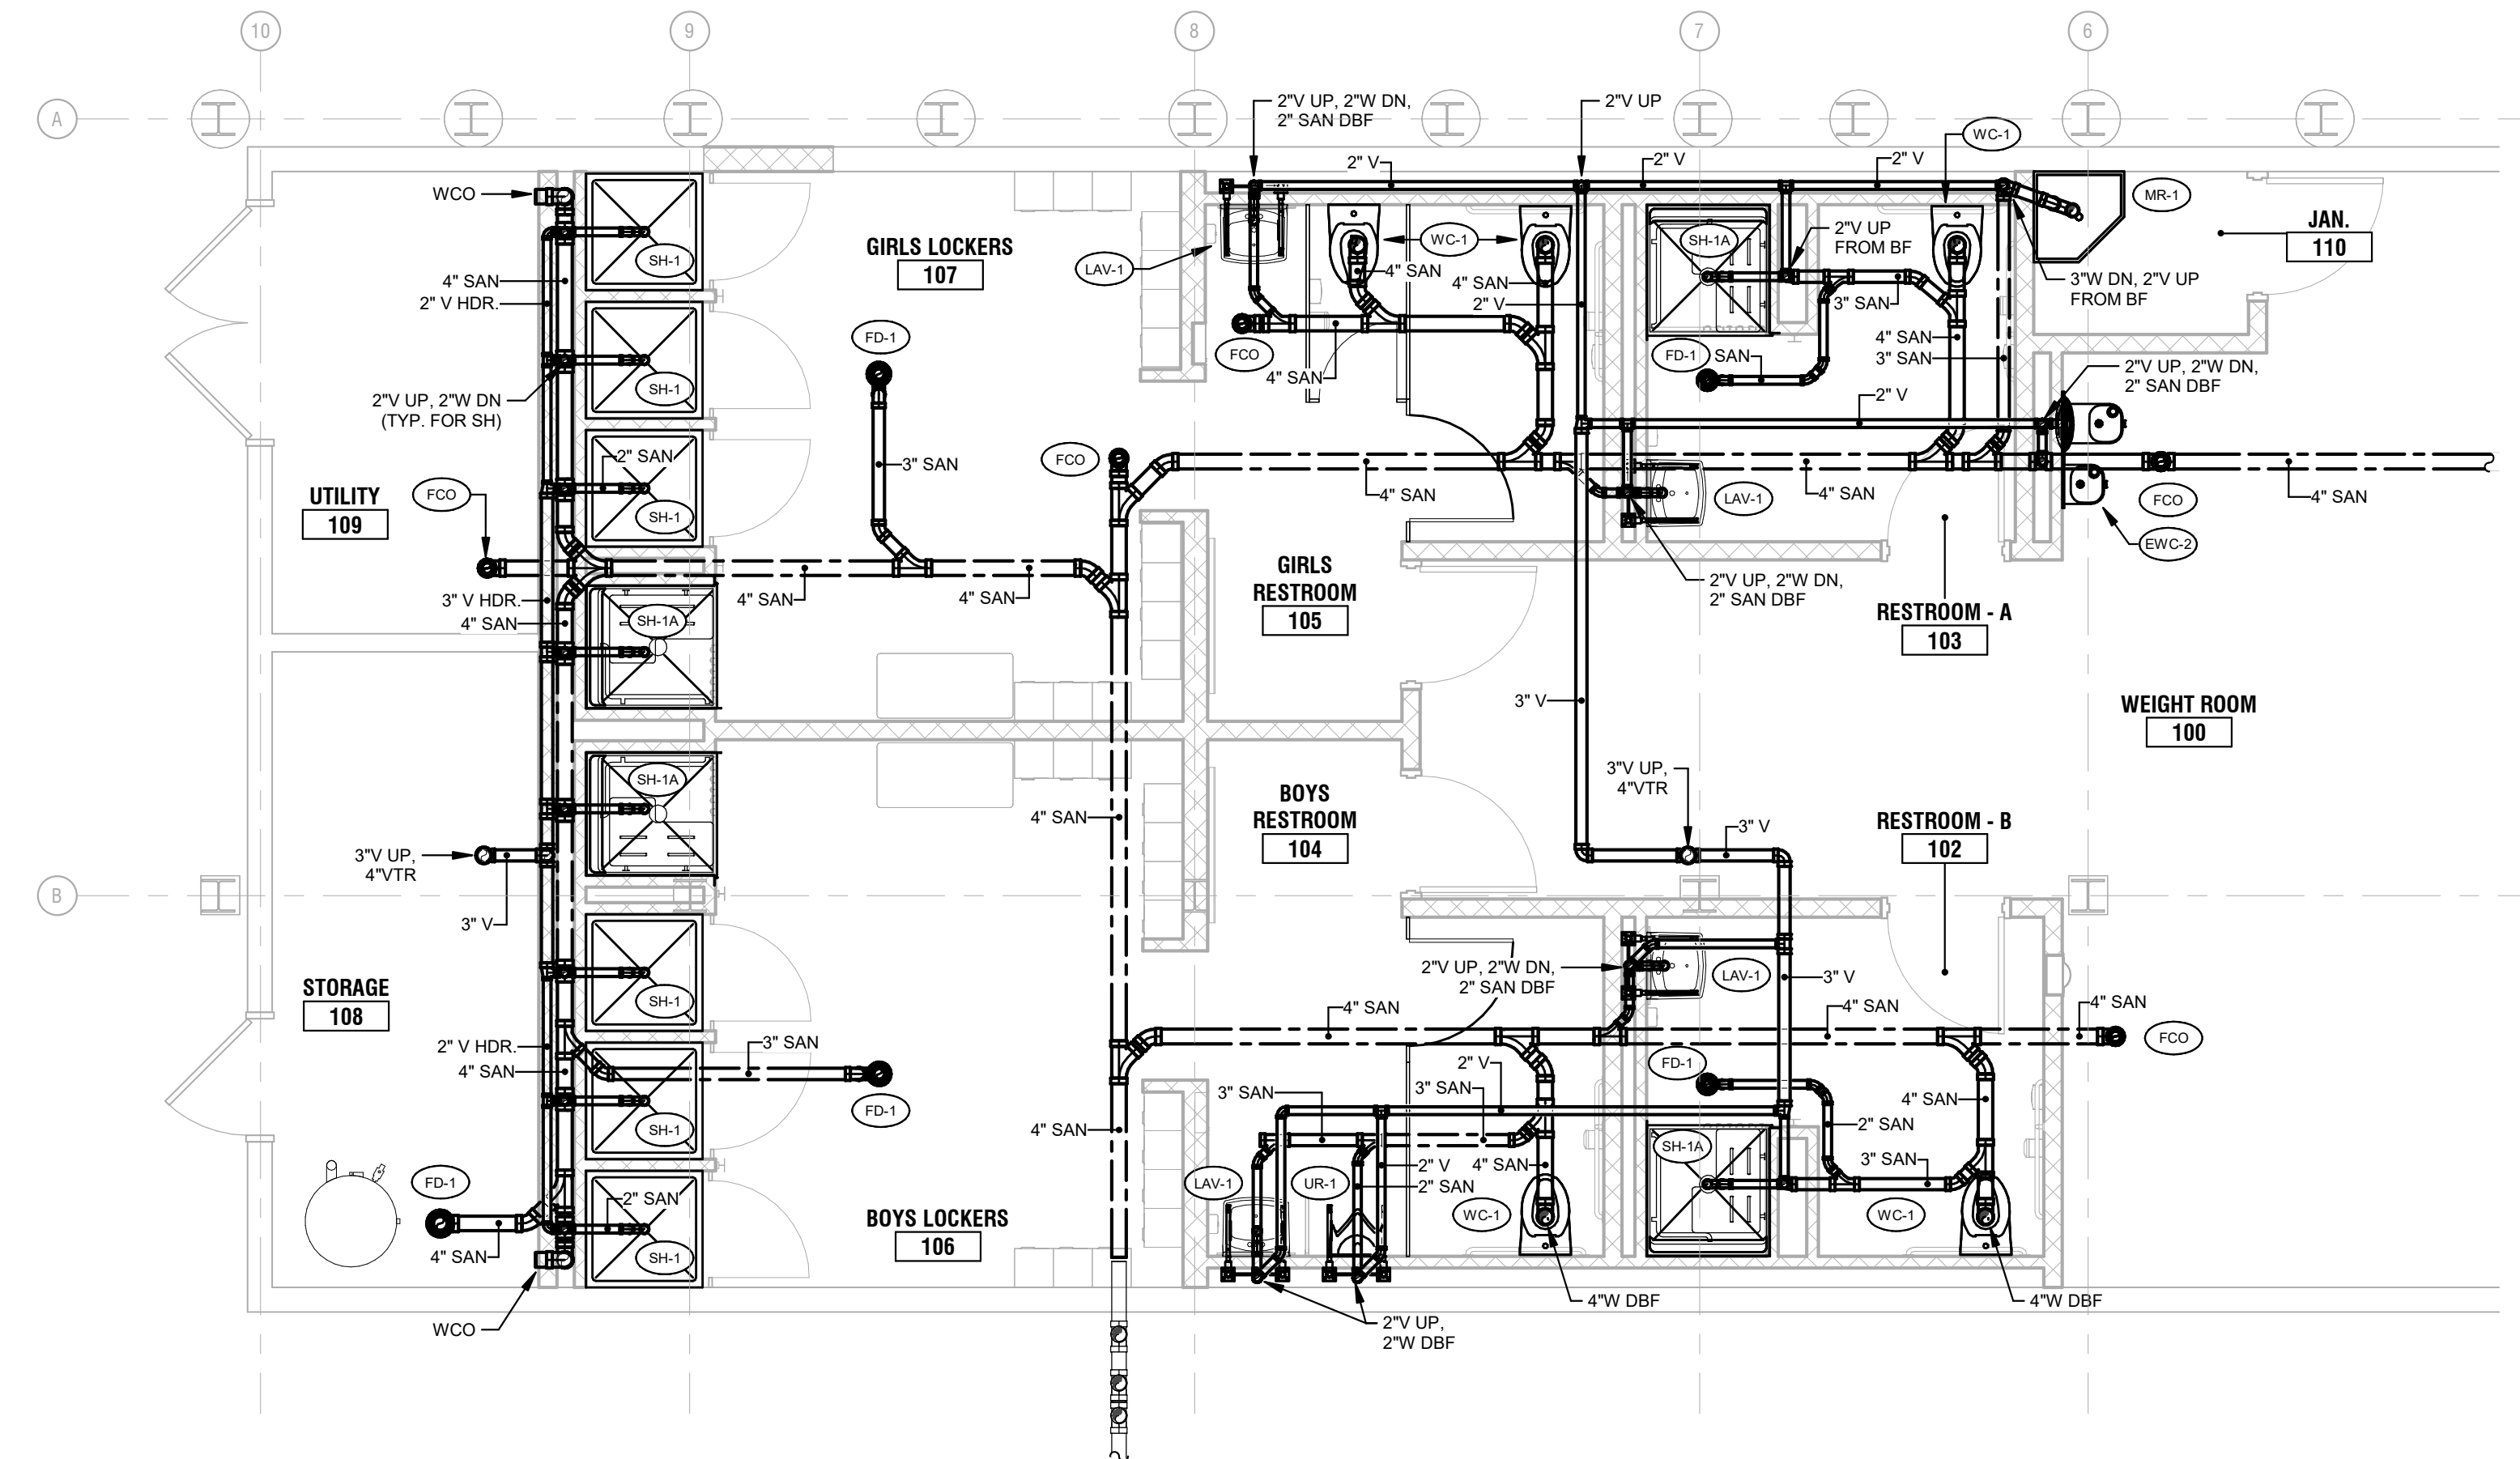 10
9
8
7
6
A
2"V UP, 2"W DN,
2" SAN DBF
2"V UP
WC-1
2" V
2" V
2" V
WCO
MR-1
JAN.
110
GIRLS LOCKERS
107
SH-1
LAV-1
WC-1
SH-1A
2"V UP
FROM BF
4" SAN
4" SAN
4" SAN
2" V HDR.
2" V
3" SAN
3"W DN, 2"V UP
FROM BF
FD-1
FCO
4" SAN
FD-1
SAN
4" SAN
3" SAN
2"V UP, 2"W DN,
2" SAN DBF
SH-1
2"V UP, 2"W DN
(TYP. FOR SH)
2" V
2" SAN
3" SAN
FCO
UTILITY
109
FCO
SH-1
4" SAN
LAV-1
4" SAN
FCO
4" SAN
EWC-2
GIRLS
RESTROOM
105
2"V UP, 2"W DN,
2" SAN DBF
3" V HDR.
4" SAN
4" SAN
4" SAN
SH-1A
RESTROOM - A
103
3" V
WEIGHT ROOM
100
SH-1A
3"V UP,
4"VTR
BOYS
RESTROOM
104
4" SAN
3" V
RESTROOM - B
102
3"V UP,
4"VTR
B
3" V
STORAGE
108
SH-1
2"V UP, 2"W DN,
2" SAN DBF
LAV-1
3" V
4" SAN
4" SAN
4" SAN
FCO
2" V HDR.
4" SAN
3" SAN
FD-1
SH-1
4" SAN
2" V
3" SAN
3" SAN
FD-1
4" SAN
2" SAN
SH-1A
3" SAN
FD-1
4" SAN
2" SAN
SH-1
BOYS LOCKERS
106
LAV-1
UR-1
2" V
2" SAN
4" SAN
WC-1
WC-1
WCO
2"V UP,
2"W DBF
4"W DBF
4"W DBF